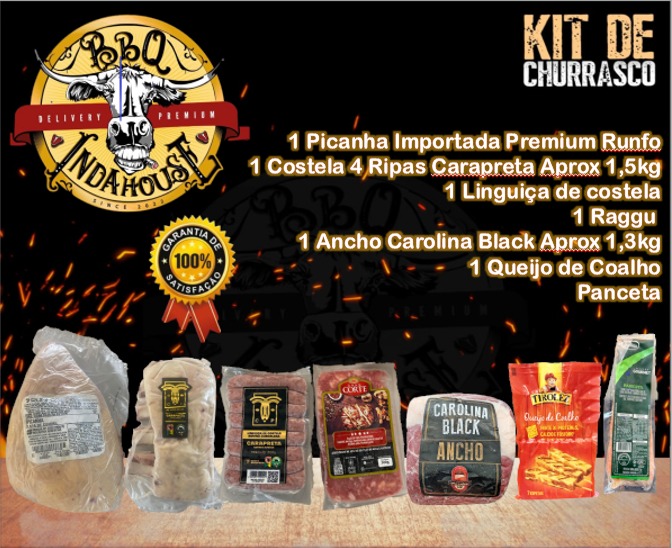 BBQ
DELIVERY PREMIUM
INDAHOUSE
SINCE 2022
KIT DE
CHURRASCO
1 Picanha Importada Premium Runfo
1 Costela 4 Ripas Carapreta Aprox 1,5kg
1 Linguiça de costela
1 Raggu
1 Ancho Carolina Black Aprox 1,3kg
1 Queijo de Coalho
Panceta
GARANTIA DE
100%
SATISFAÇÃO
CARAPRETA
CORTE
CAROLINA
BLACK
ANCHO
TIROLEZ
Queijo de Coalho